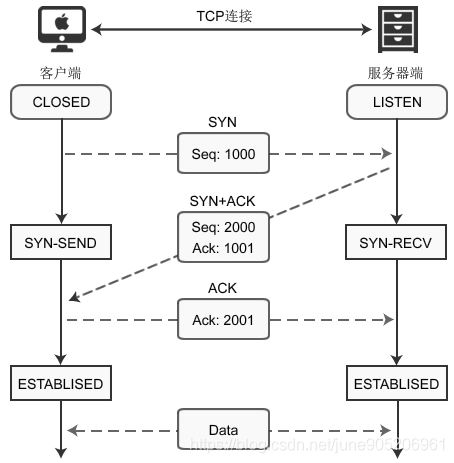 TCP连接
客户端
服务器端
CLOSED
LISTEN
SYN
Seq: 1000
SYN+ACK
Seq: 2000
Ack: 1001
SYN-SEND
SYN-RECV
ACK
Ack: 2001
ESTABLISED
ESTABLISED
Data
https://blog.csdn.net/june905206961